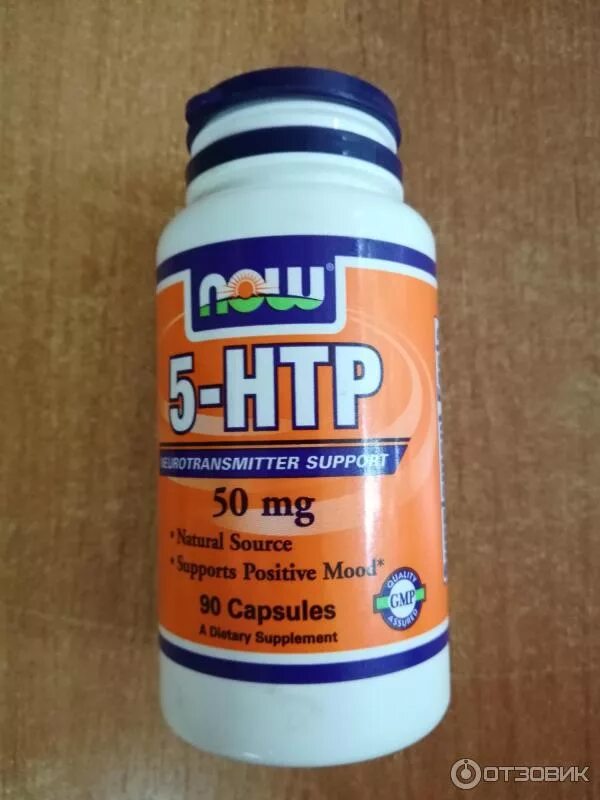 now®
5-HTP
NEUROTRANSMITTER SUPPORT
50 mg
*Natural Source
*Supports Positive Mood*
90 Capsules
A Dietary Supplement
QUALITY
GMP
ASSURED
ОТЗОВИК